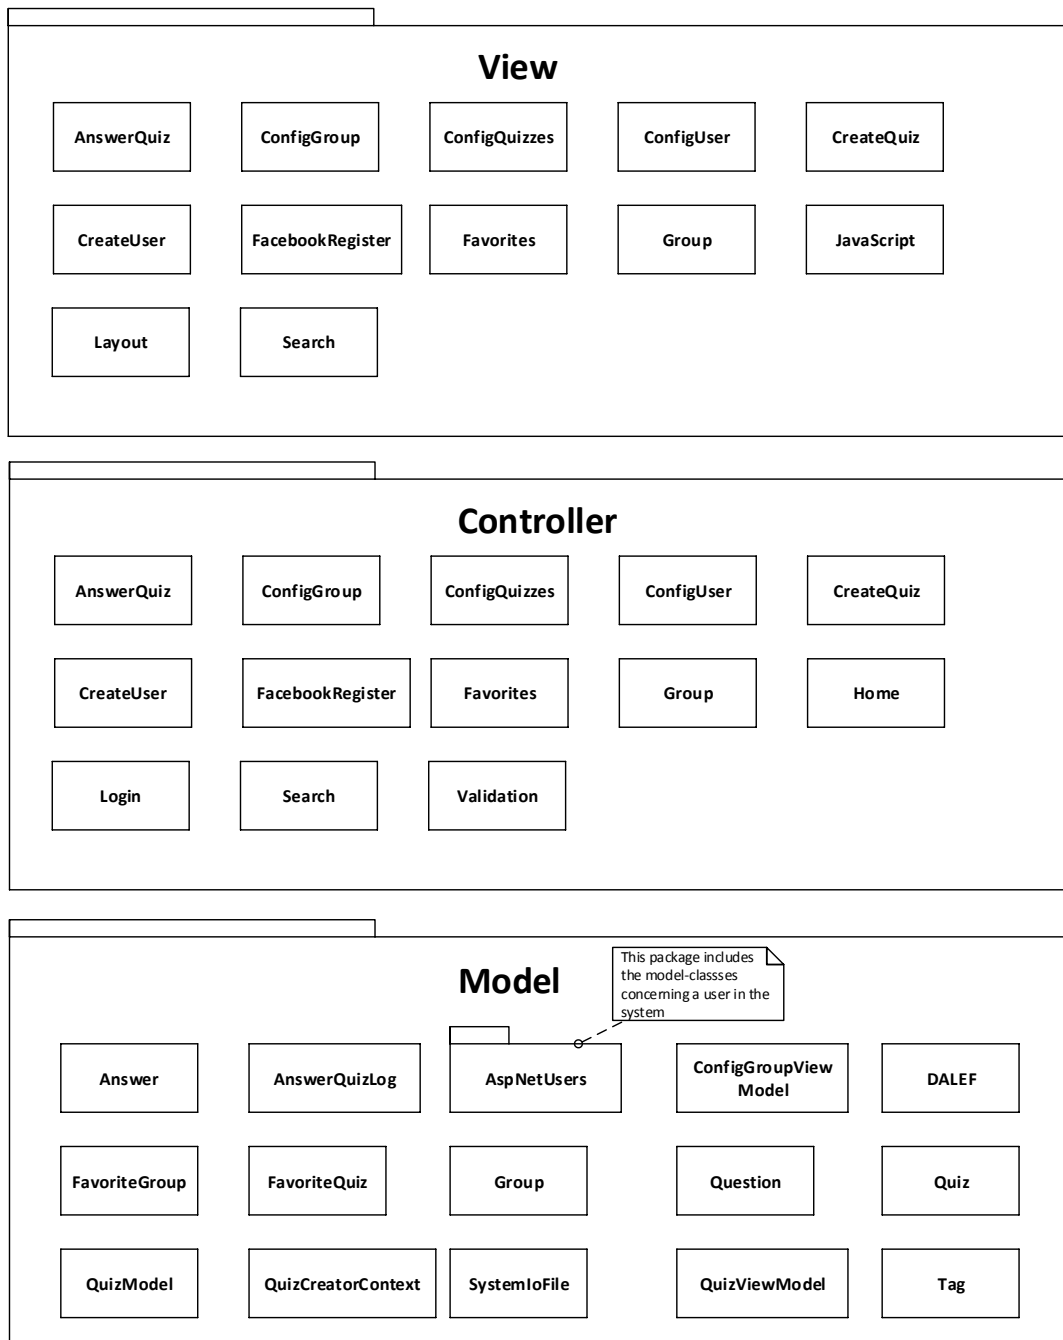 View
AnswerQuiz
ConfigGroup
ConfigQuizzes
ConfigUser
CreateQuiz
CreateUser
FacebookRegister
Favorites
Group
JavaScript
Layout
Search
Controller
AnswerQuiz
ConfigGroup
ConfigQuizzes
ConfigUser
CreateQuiz
CreateUser
FacebookRegister
Favorites
Group
Home
Login
Search
Validation
Model
This package includes
the model-classses
concerning a user in the
system
Answer
AnswerQuizLog
AspNetUsers
ConfigGroupView
Model
DALEF
FavoriteGroup
FavoriteQuiz
Group
Question
Quiz
QuizModel
QuizCreatorContext
SystemIoFile
QuizViewModel
Tag